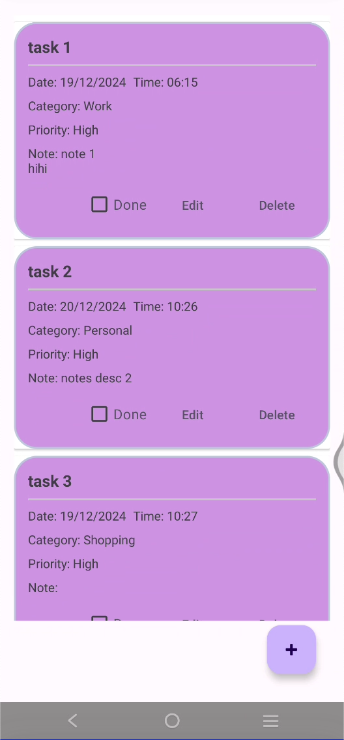 task 1
Date: 19/12/2024 Time: 06:15
Category: Work
Priority: High
Note: note 1
hihi
Done Edit Delete
task 2
Date: 20/12/2024 Time: 10:26
Category: Personal
Priority: High
Note: notes desc 2
Done Edit Delete
task 3
Date: 19/12/2024 Time: 10:27
Category: Shopping
Priority: High
Note:
+